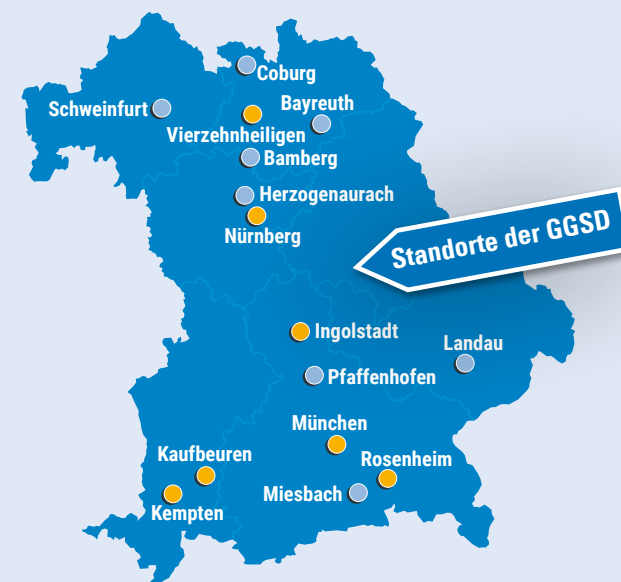 Coburg
Schweinfurt
Bayreuth
Vierzehnheiligen
Bamberg
Herzogenaurach
Nürnberg
Standorte der GGSD
Ingolstadt
Landau
Pfaffenhofen
München
Kaufbeuren
Rosenheim
Miesbach
Kempten